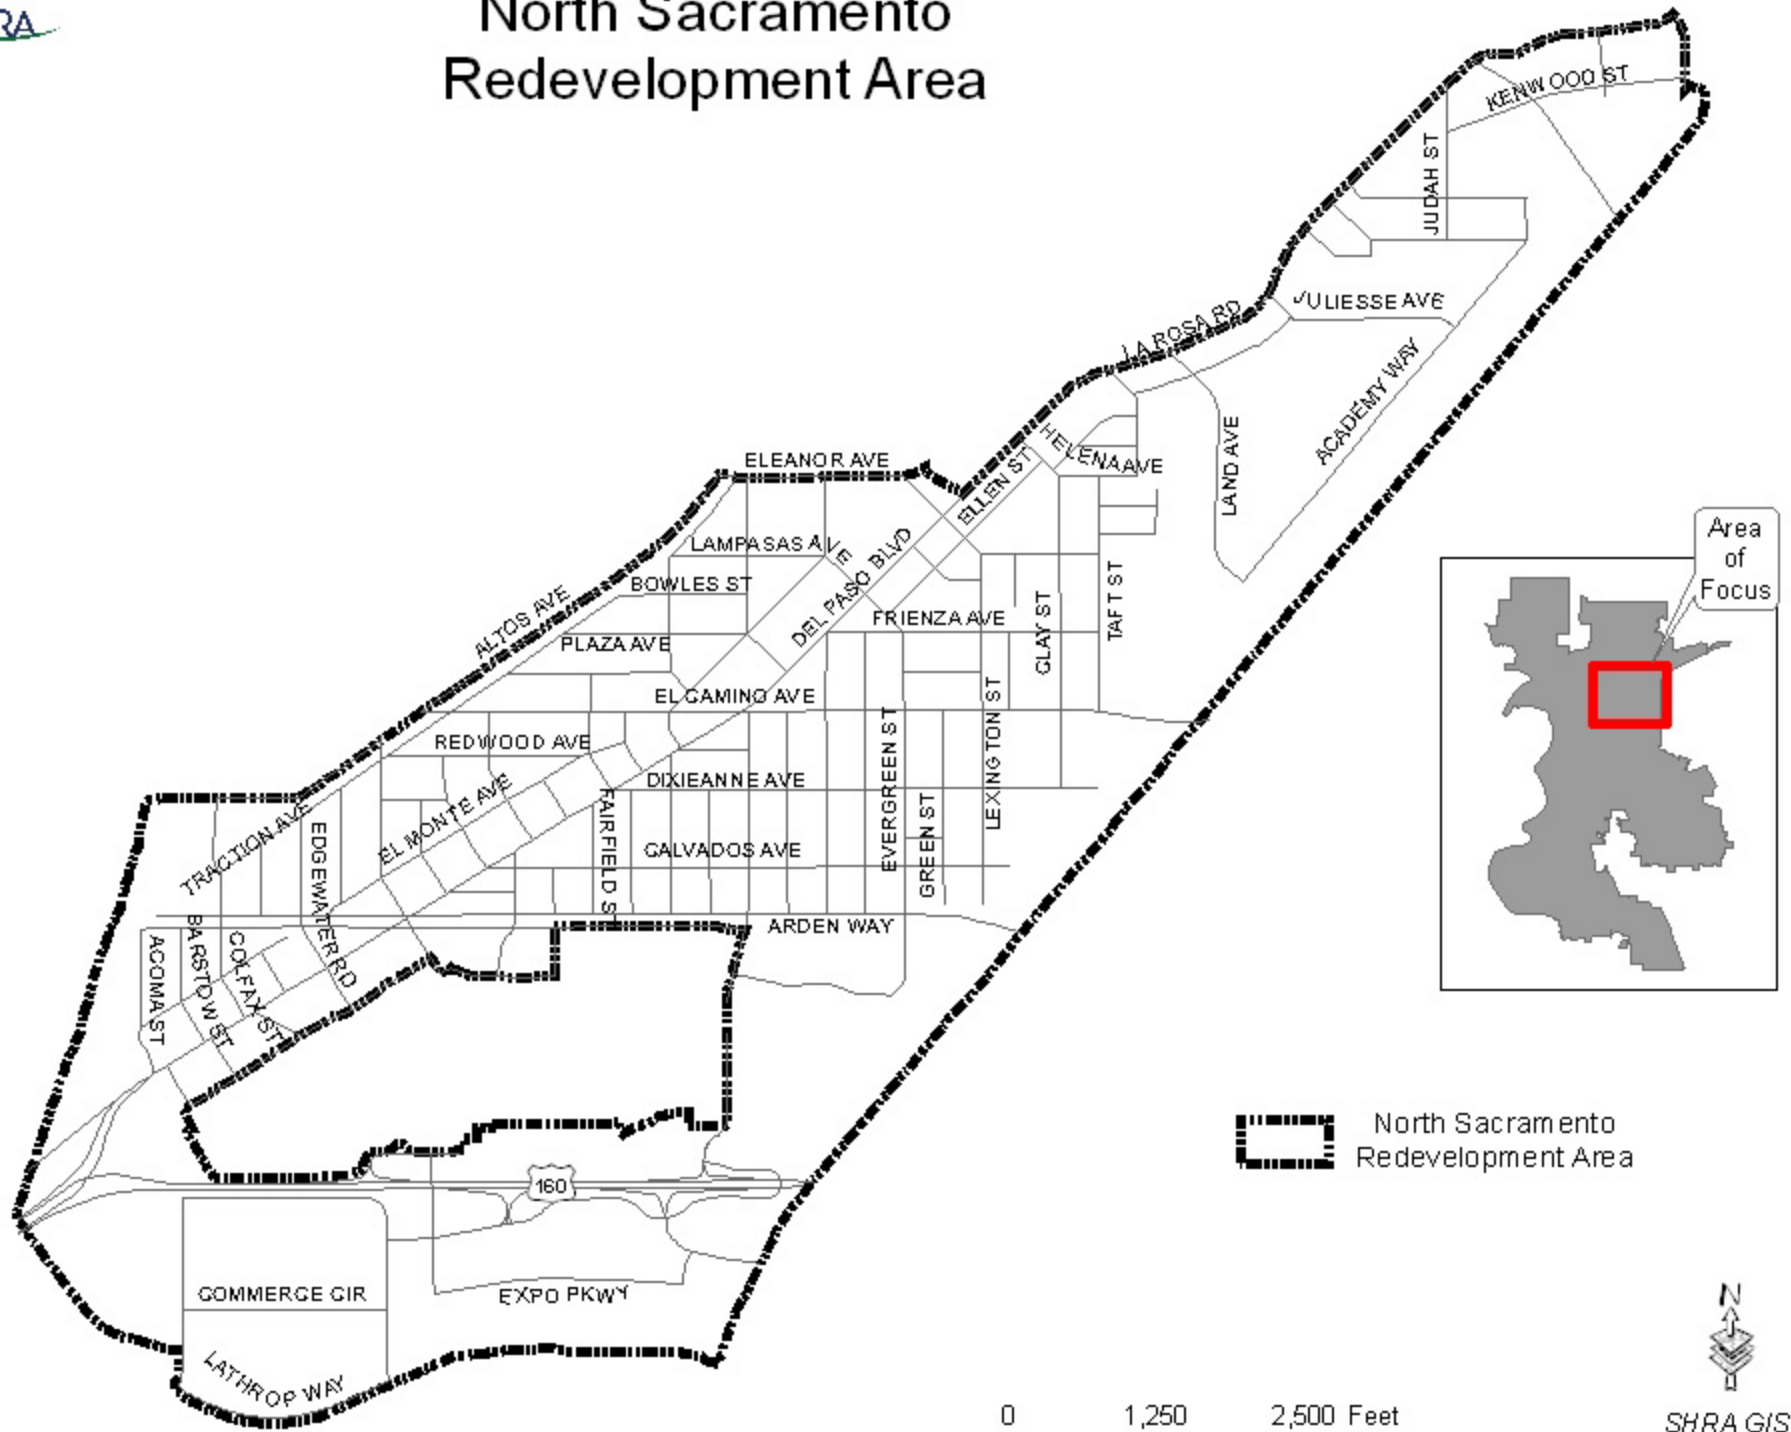 RA
North Sacramento
Redevelopment Area
KENWOOD ST
JUDAH ST
JULIESSE AVE
LA ROSA RD
ACADEMY WAY
LAND AVE
HELENA AVE
ELLEN ST
ELEANOR AVE
LAMPASAS AVE
BOWLES ST
DEL PASO BLVD
ALTOS AVE
PLAZA AVE
FRIENZA AVE
CLAY ST
TAFT ST
EL CAMINO AVE
REDWOOD AVE
EVERGREEN ST
LEXINGTON ST
DIXIEANNE AVE
EL MONTE AVE
FAIRFIELD ST
GREEN ST
CALVADOS AVE
TRACTION AVE
EDGEWATER RD
ARDEN WAY
ACOMA ST
BARSTOW ST
COLFAX ST
160
COMMERCE CIR
EXPO PKWY
LATHROP WAY
Area
of
Focus
North Sacramento
Redevelopment Area
N
0 1,250 2,500 Feet
SHRA GIS